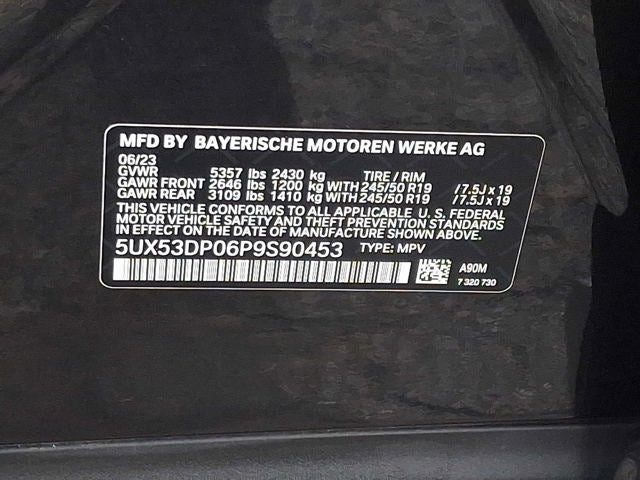 MFD BY BAYERISCHE MOTOREN WERKE AG
06/23
GVWR 5357 lbs 2430 kg TIRE / RIM
GAWR FRONT 2646 lbs 1200 kg WITH 245/50 R19 / 7.5J x 19
GAWR REAR 3109 lbs 1410 kg WITH 245/50 R19 / 7.5J x 19
THIS VEHICLE CONFORMS TO ALL APPLICABLE U. S. FEDERAL
MOTOR VEHICLE SAFETY AND THEFT PREVENTION STANDARDS
IN EFFECT ON THE DATE OF MANUFACTURE SHOWN ABOVE.
5UX53DP06P9S90453 TYPE: MPV
A90M
7 320 730